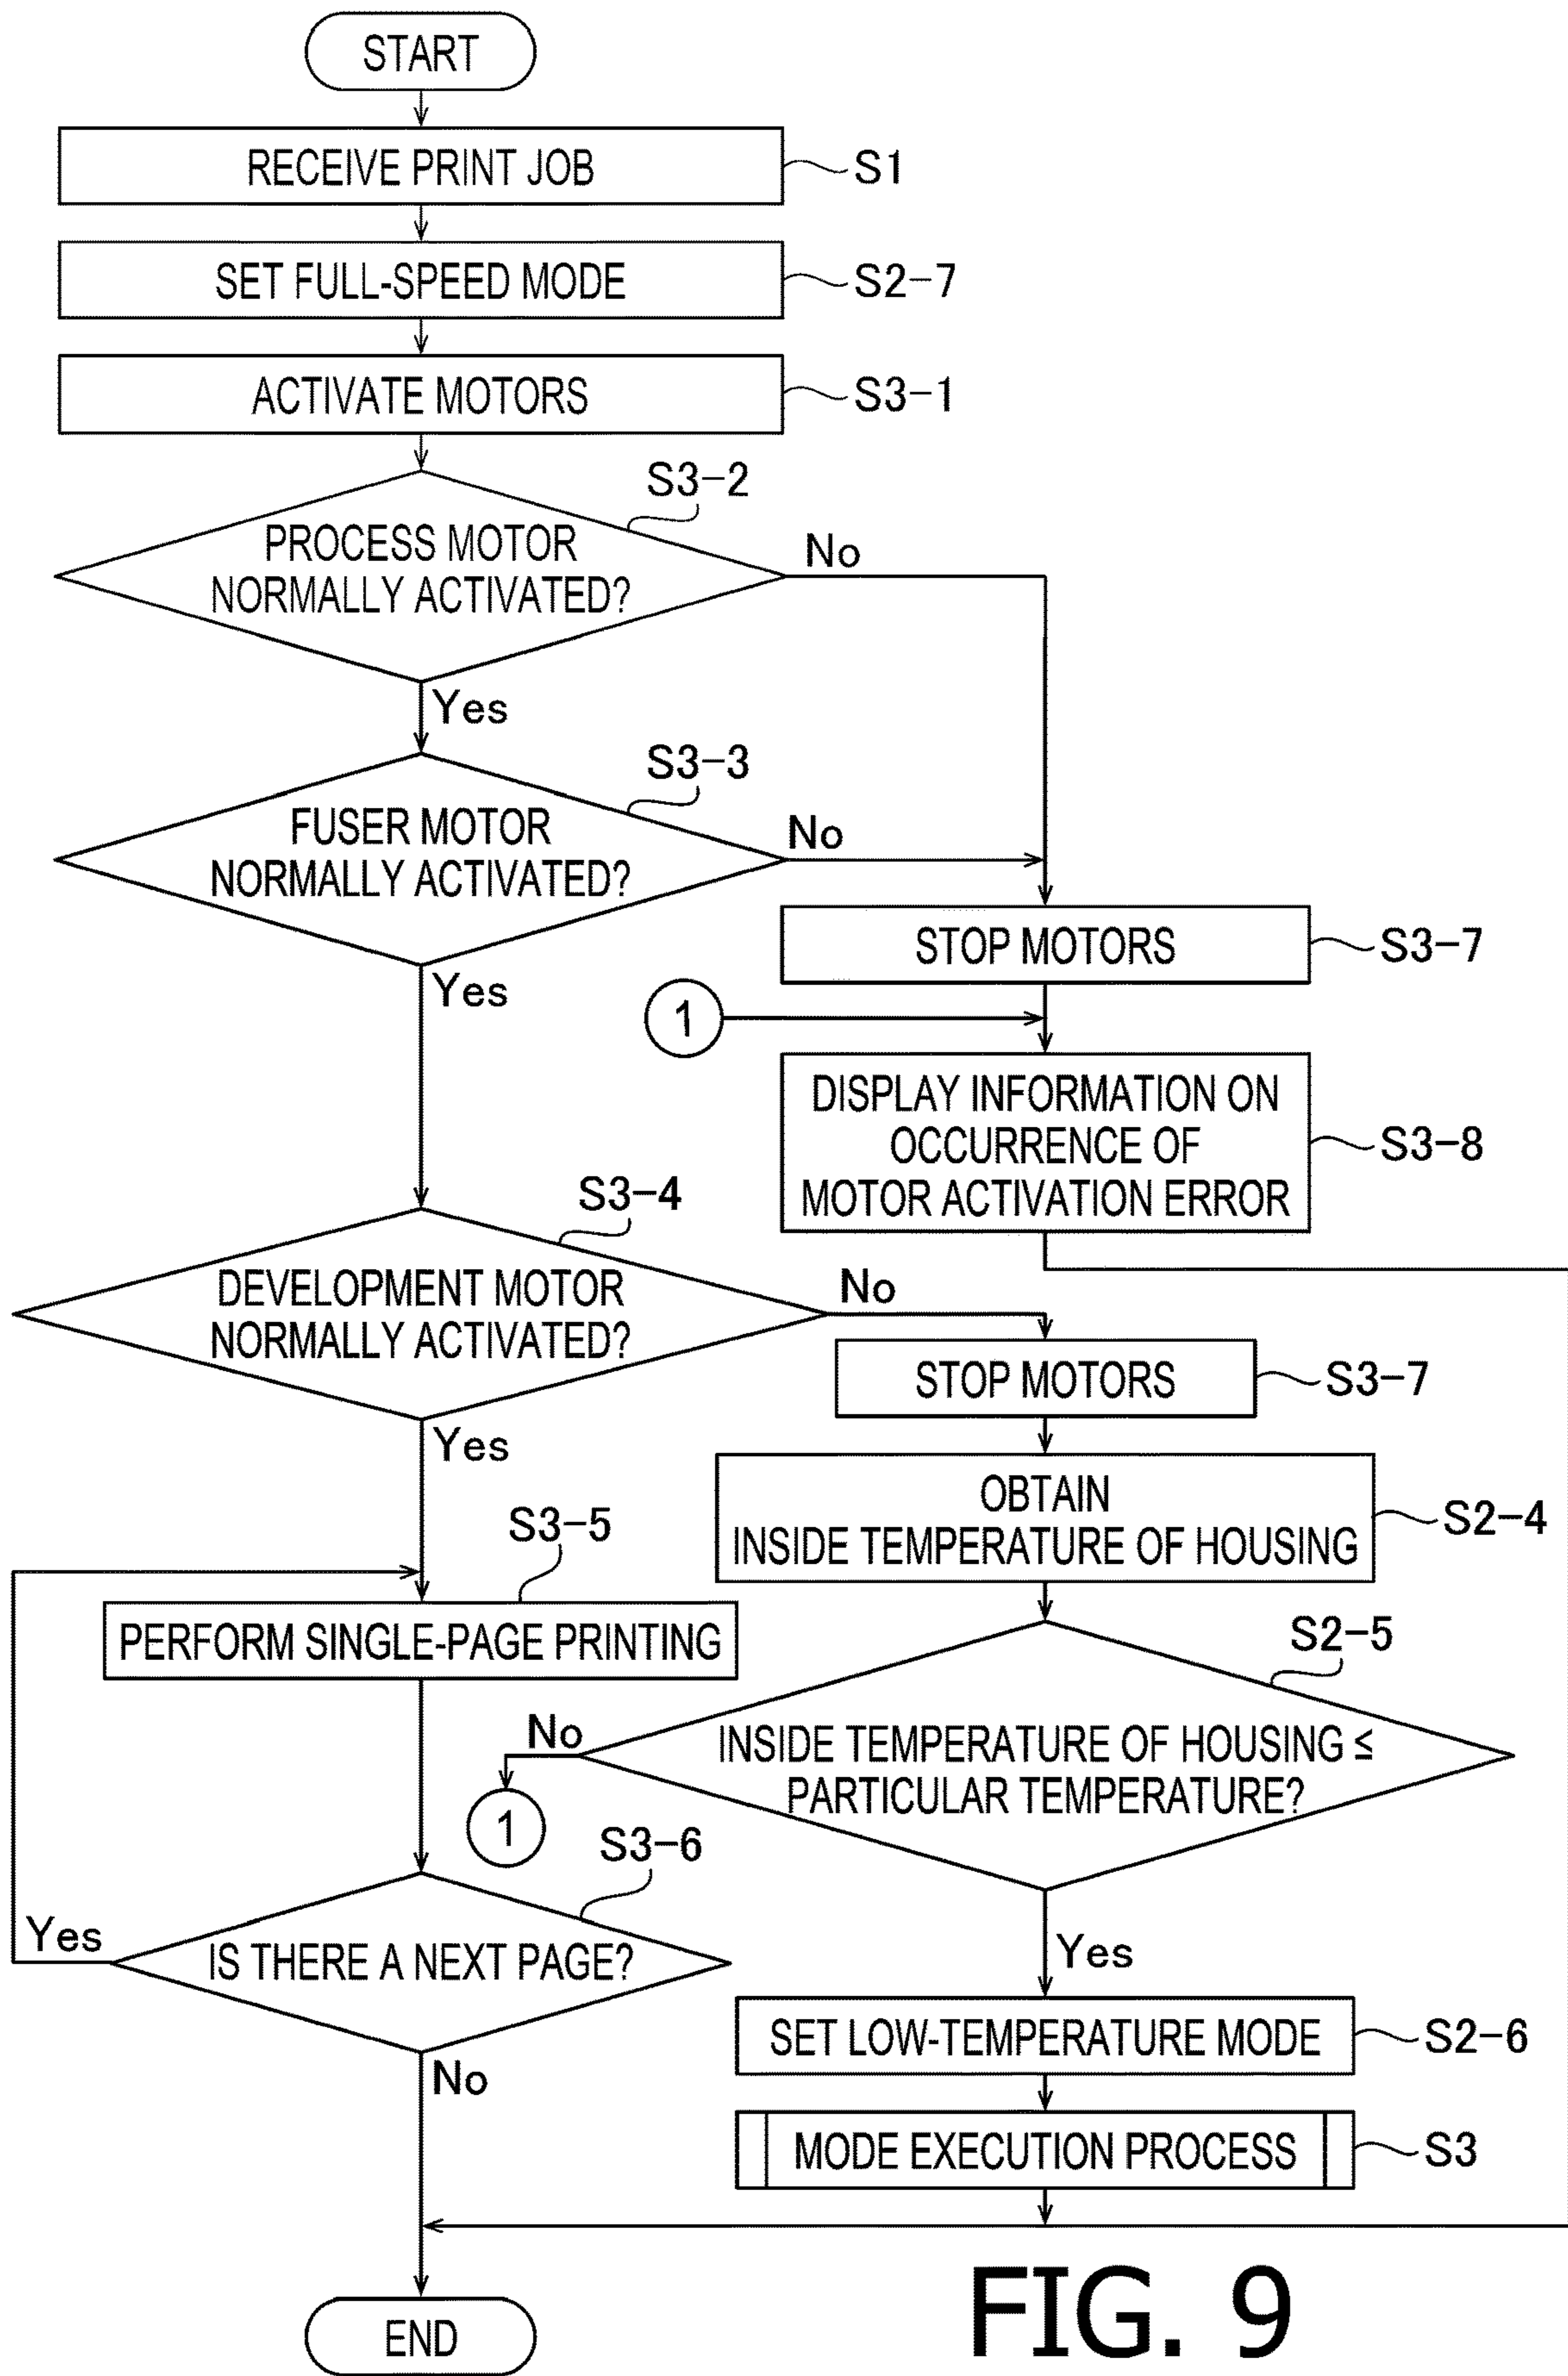 START
RECEIVE PRINT JOB
S1
SET FULL-SPEED MODE
S2-7
ACTIVATE MOTORS
S3-1
S3-2
PROCESS MOTOR
NORMALLY ACTIVATED?
No
Yes
S3-3
FUSER MOTOR
NORMALLY ACTIVATED?
No
Yes
STOP MOTORS
S3-7
1
DISPLAY INFORMATION ON
OCCURRENCE OF
MOTOR ACTIVATION ERROR
S3-8
S3-4
DEVELOPMENT MOTOR
NORMALLY ACTIVATED?
No
Yes
STOP MOTORS
S3-7
OBTAIN
INSIDE TEMPERATURE OF HOUSING
S2-4
S3-5
PERFORM SINGLE-PAGE PRINTING
S2-5
INSIDE TEMPERATURE OF HOUSING ≤
PARTICULAR TEMPERATURE?
No
1
Yes
S3-6
IS THERE A NEXT PAGE?
Yes
No
SET LOW-TEMPERATURE MODE
S2-6
MODE EXECUTION PROCESS
S3
END
FIG. 9